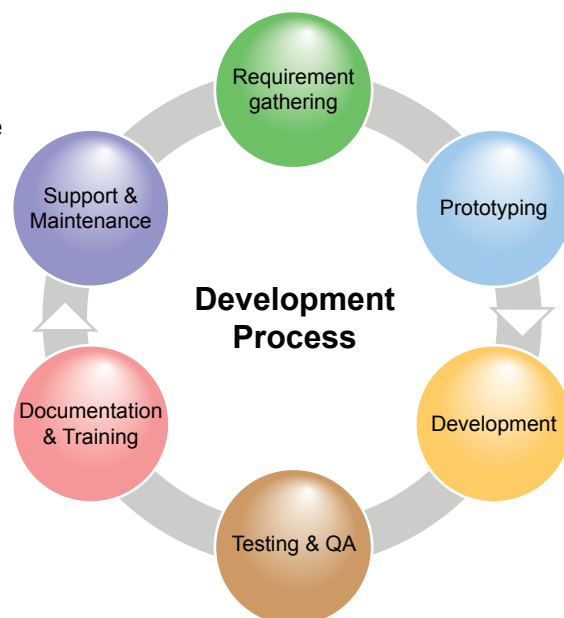 Requirement
gathering
e
Support &
Maintenance
Prototyping
Development
Process
Documentation
& Training
Development
Testing & QA